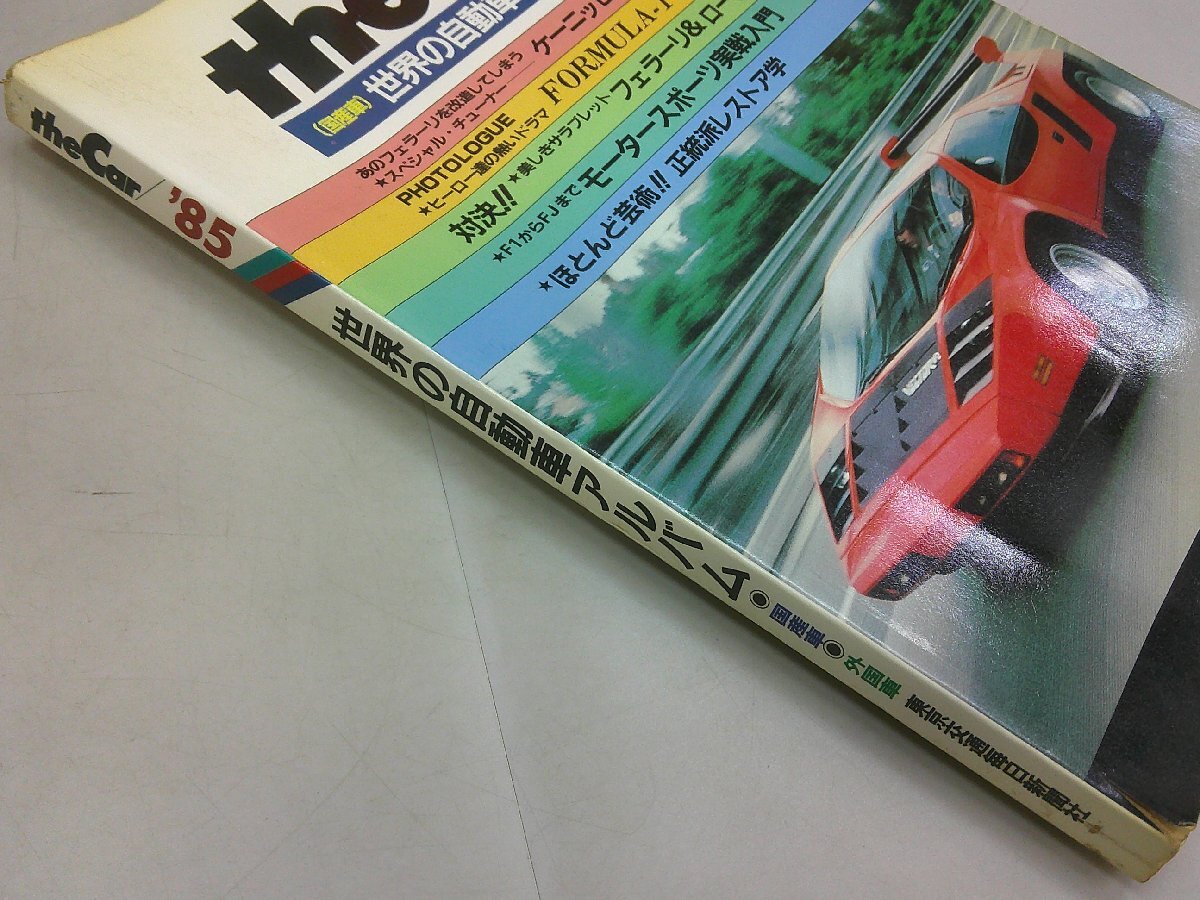 the
〔国産車〕世界の自動車
あのフェラーリを改造してしまう
★スペシャル・チューナー ケーニッヒ
PHOTOLOGUE
★ヒーロー達の熱いドラマ FORMULA-1
対決!! ★美しきサラブレット フェラーリ&ロー
★F1からFJまで モータースポーツ実戦入門
★ほとんど芸術!! 正統派レストア学
theCar/'85 世界の自動車アルバム●国産車●外国車 東京交通毎日新聞社